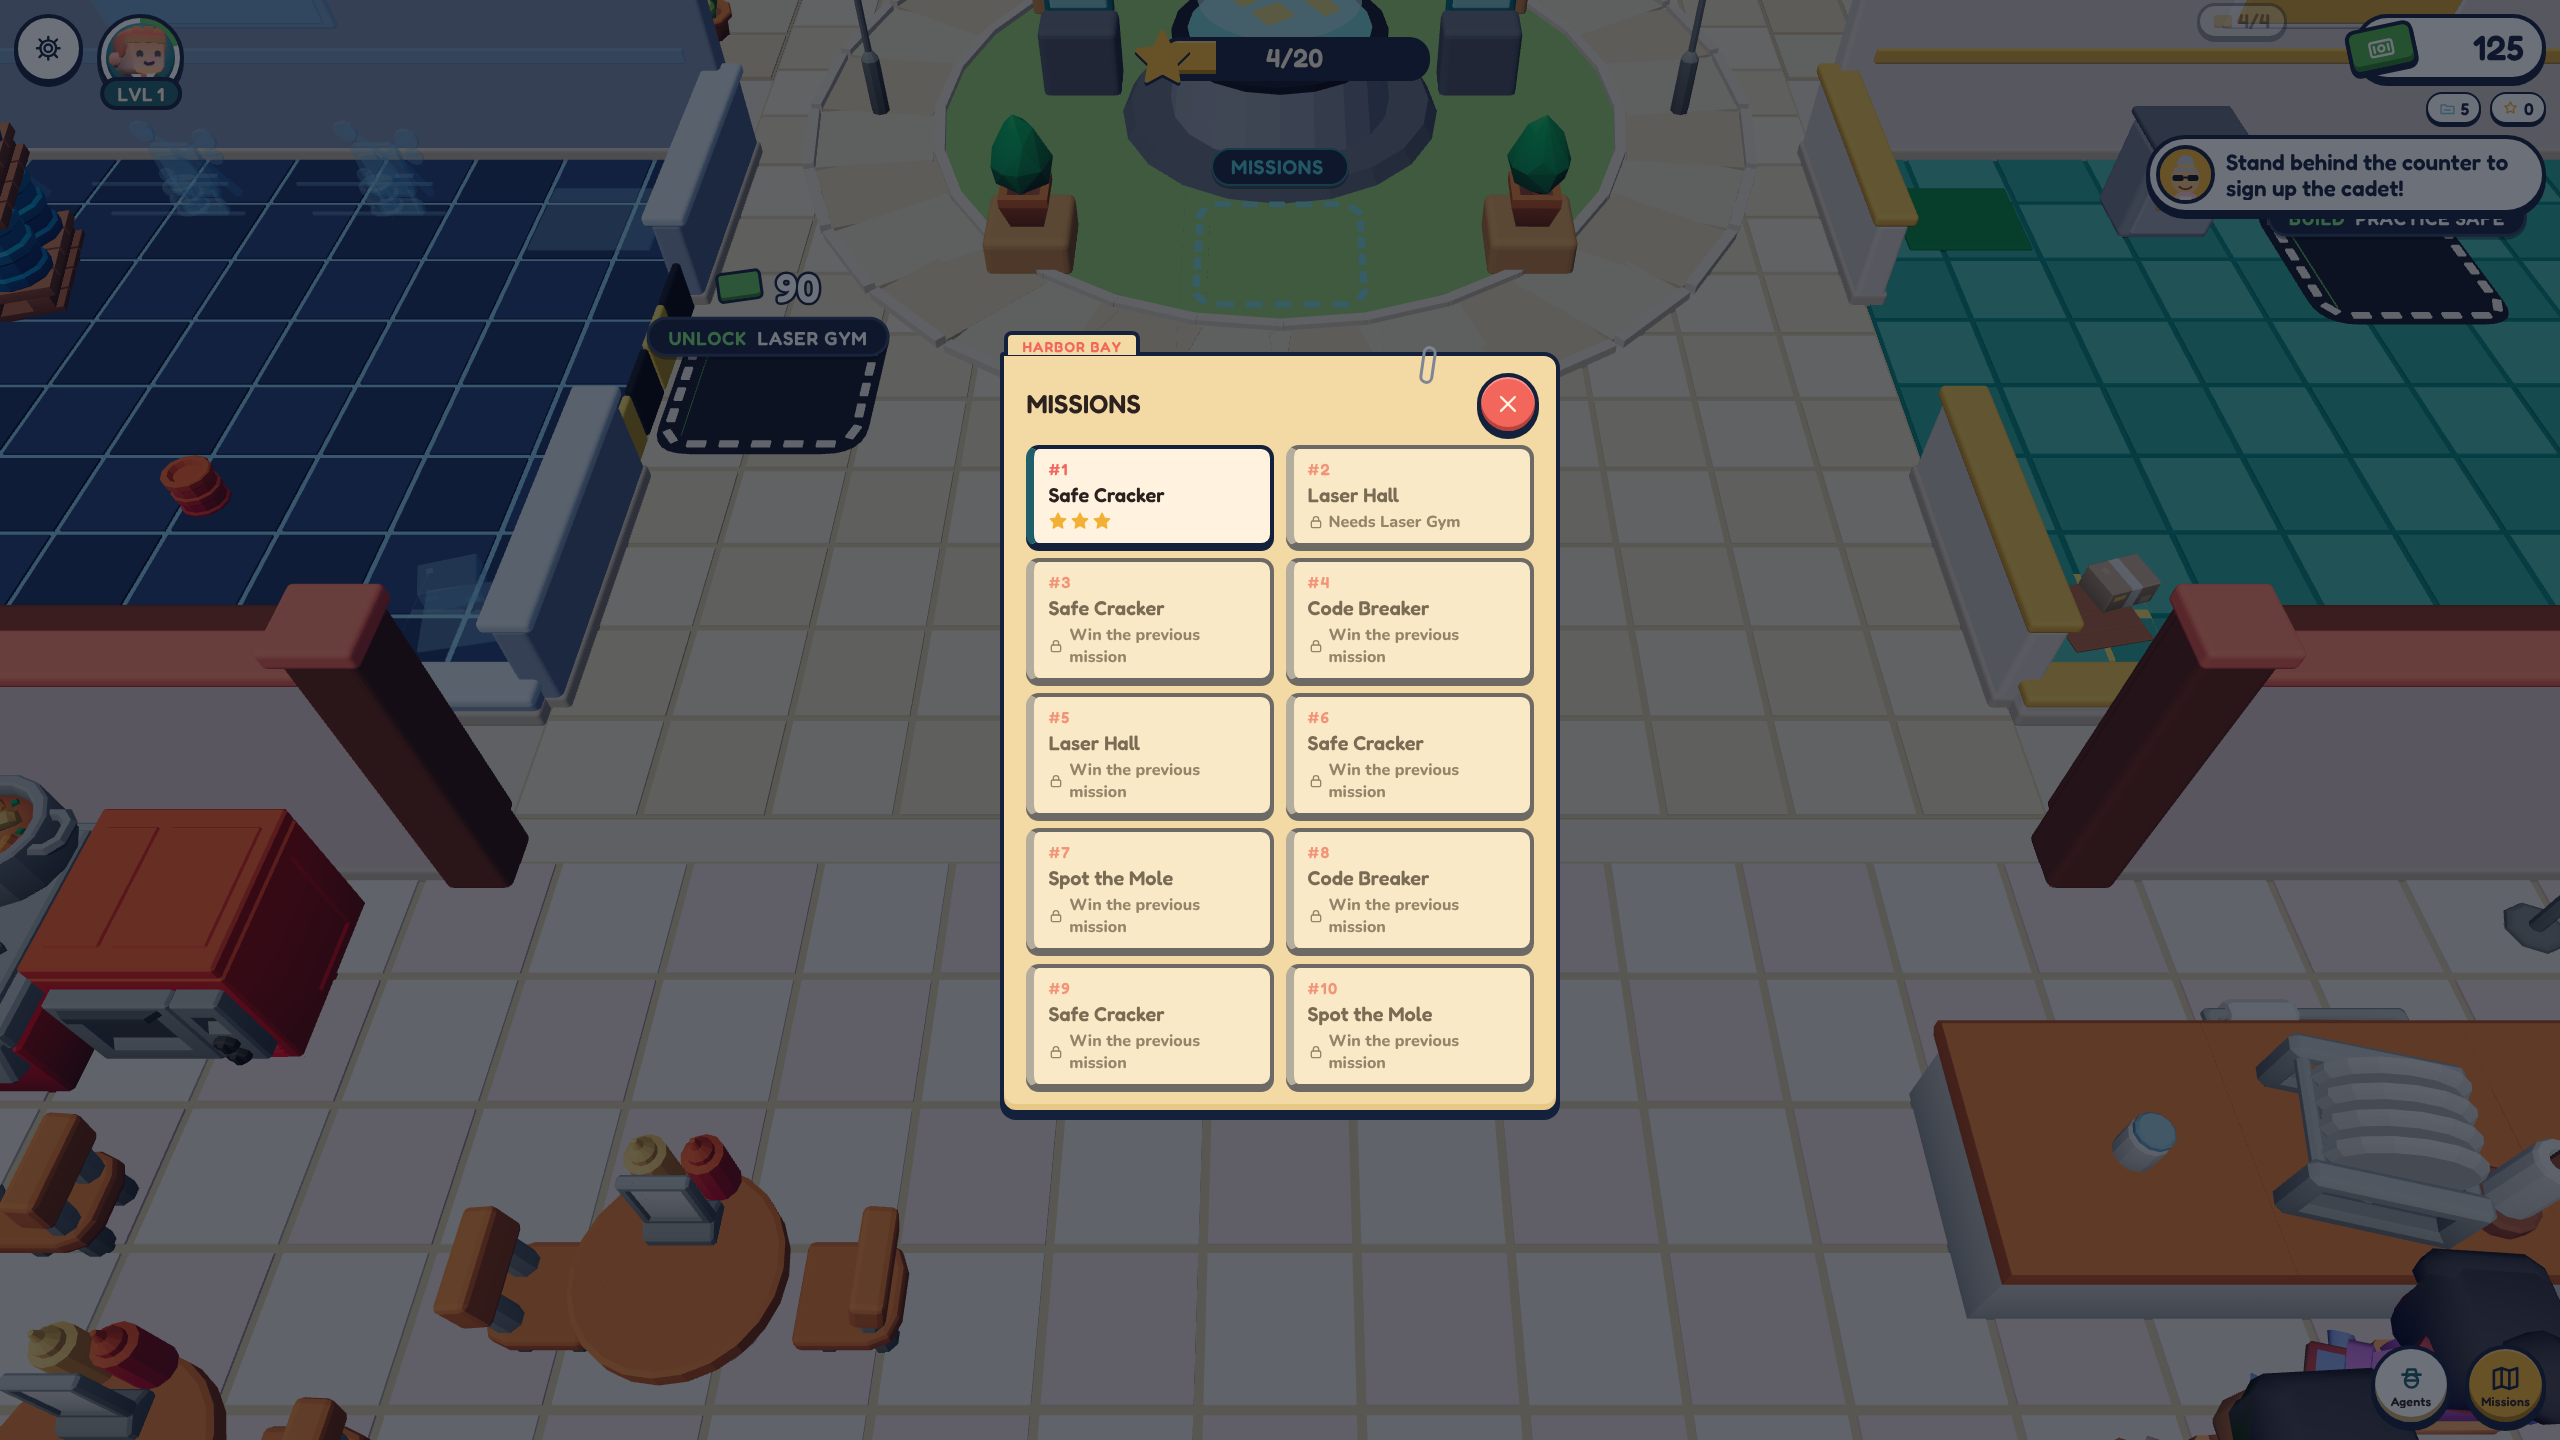 LVL 1
4/20
4/4
125
5
0
Stand behind the counter to
sign up the cadet!
BUILD PRACTICE SAFE
MISSIONS
90
UNLOCK LASER GYM
HARBOR BAY
MISSIONS
#1
Safe Cracker
#2
Laser Hall
Needs Laser Gym
#3
Safe Cracker
Win the previous
mission
#4
Code Breaker
Win the previous
mission
#5
Laser Hall
Win the previous
mission
#6
Safe Cracker
Win the previous
mission
#7
Spot the Mole
Win the previous
mission
#8
Code Breaker
Win the previous
mission
#9
Safe Cracker
Win the previous
mission
#10
Spot the Mole
Win the previous
mission
Agents
Missions